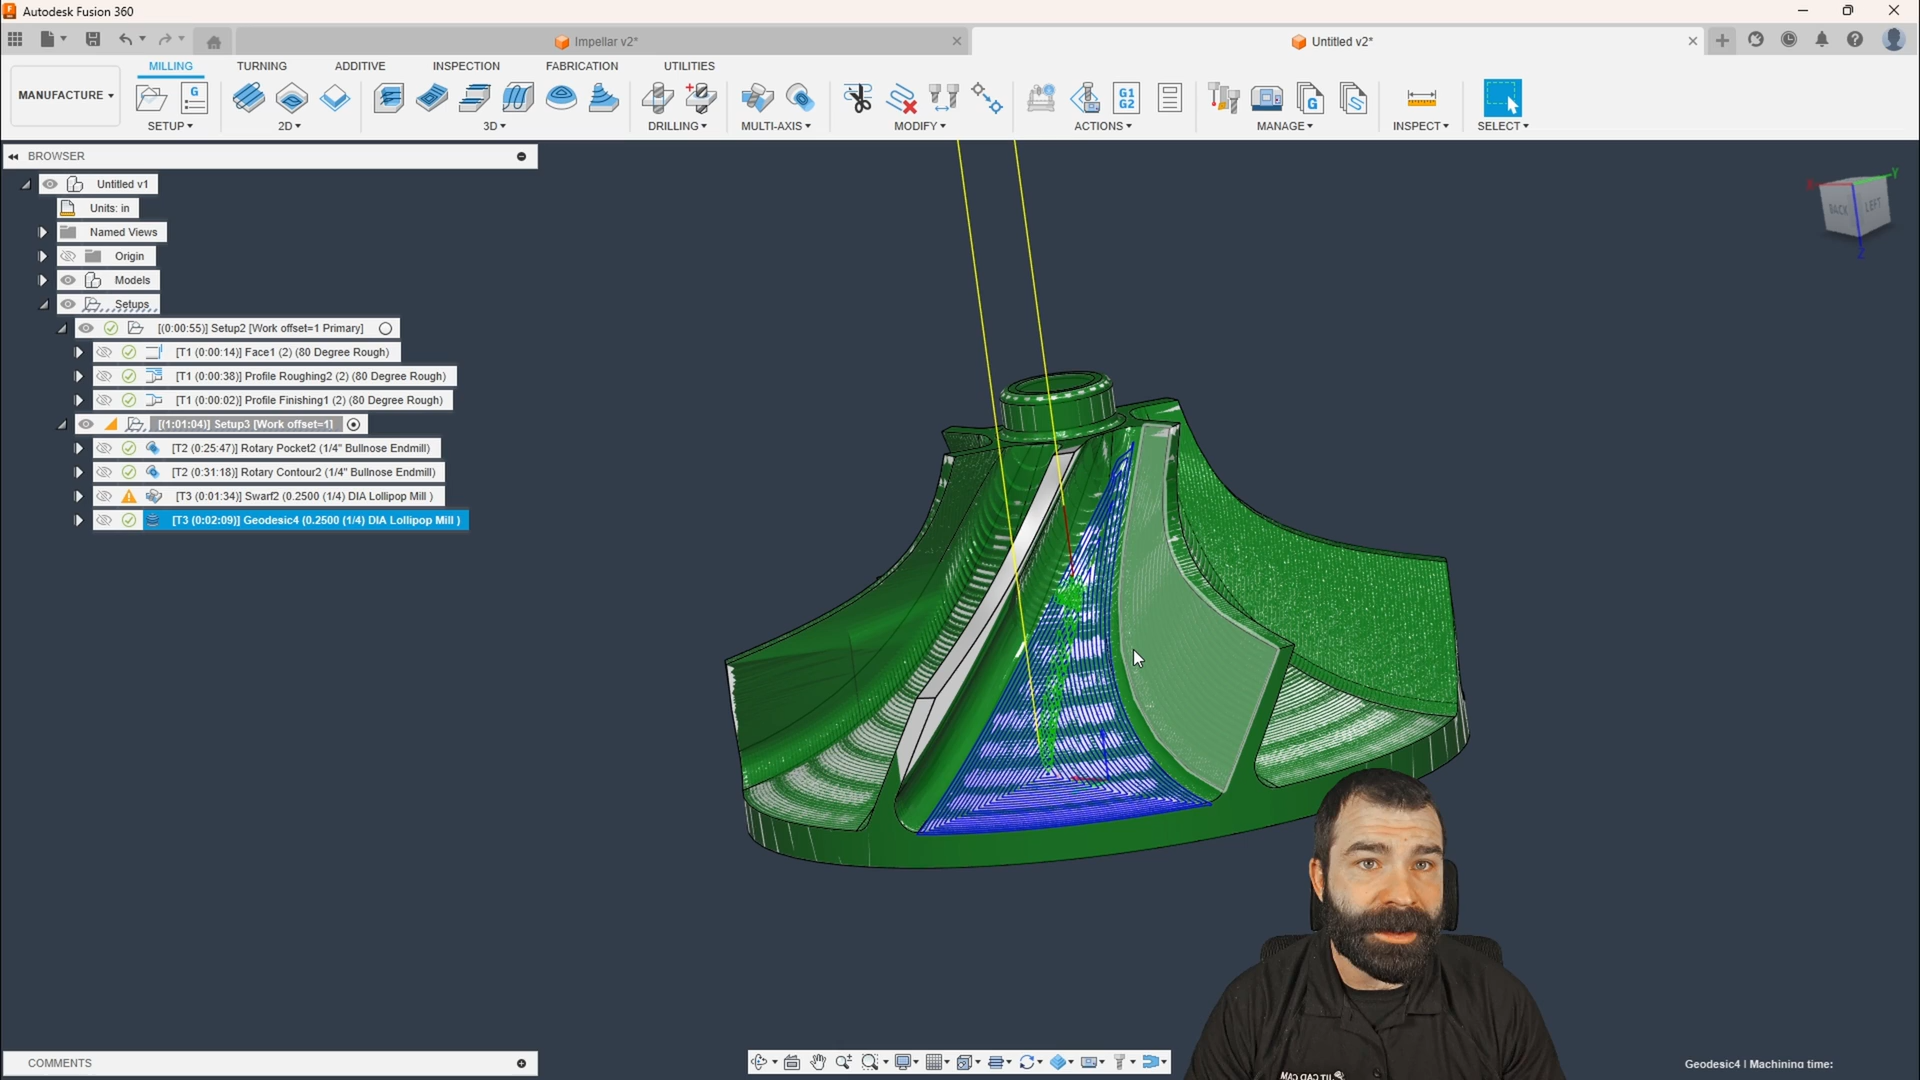 Autodesk Fusion 360
Impellar v2*
Untitled v2*
MILLING TURNING ADDITIVE INSPECTION FABRICATION UTILITIES
MANUFACTURE
G
G1
G2
G
SETUP 2D 3D DRILLING MULTI-AXIS MODIFY ACTIONS MANAGE INSPECT SELECT
BROWSER
Untitled v1
Units: in
Named Views
Origin
Models
Setups
[(0:00:55)] Setup2 [Work offset=1 Primary]
[T1 (0:00:14)] Face1 (2) (80 Degree Rough)
[T1 (0:00:38)] Profile Roughing2 (2) (80 Degree Rough)
[T1 (0:00:02)] Profile Finishing1 (2) (80 Degree Rough)
[(1:01:04)] Setup3 [Work offset=1]
[T2 (0:25:47)] Rotary Pocket2 (1/4" Bullnose Endmill)
[T2 (0:31:18)] Rotary Contour2 (1/4" Bullnose Endmill)
[T3 (0:01:34)] Swarf2 (0.2500 (1/4) DIA Lollipop Mill )
[T3 (0:02:09)] Geodesic4 (0.2500 (1/4) DIA Lollipop Mill )
Y
BACK LEFT
Z
COMMENTS
Geodesic4 | Machining time: